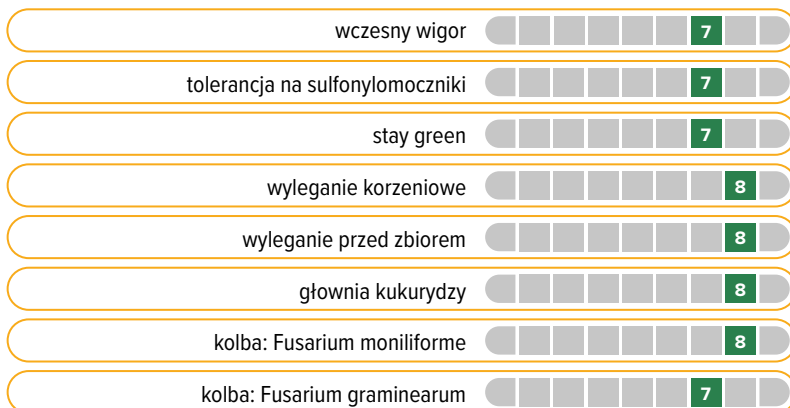 wczesny wigor 7
tolerancja na sulfonylomoczniki 7
stay green 7
wyleganie korzeniowe 8
wyleganie przed zbiorem 8
głownia kukurydzy 8
kolba: Fusarium moniliforme 8
kolba: Fusarium graminearum 7